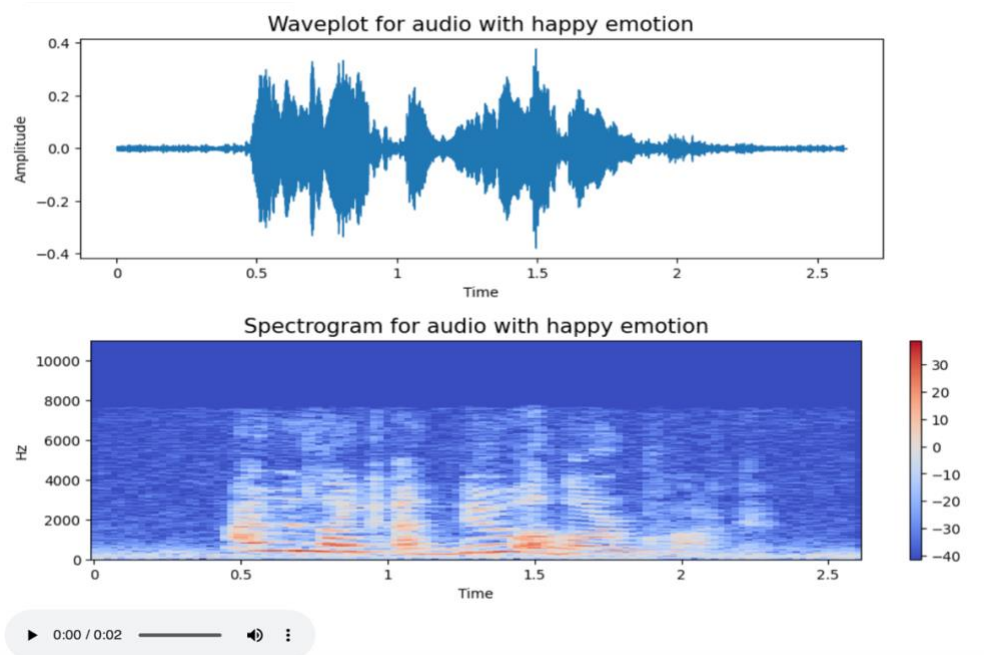 Waveplot for audio with happy emotion
0.4
0.2
0.0
−0.2
−0.4
Amplitude
0 0.5 1 1.5 2 2.5
Time
Spectrogram for audio with happy emotion
10000
8000
6000
4000
2000
0
Hz
0 0.5 1 1.5 2 2.5
Time
30
20
10
0
−10
−20
−30
−40
0:00 / 0:02